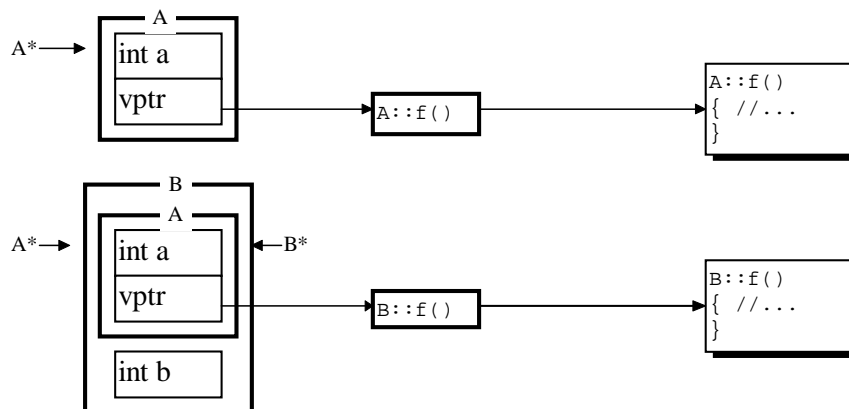 A
A*
int a
vptr
A::f()
A::f()
{ //...
}
B
A
A*
int a
B*
vptr
B::f()
B::f()
{ //...
}
int b